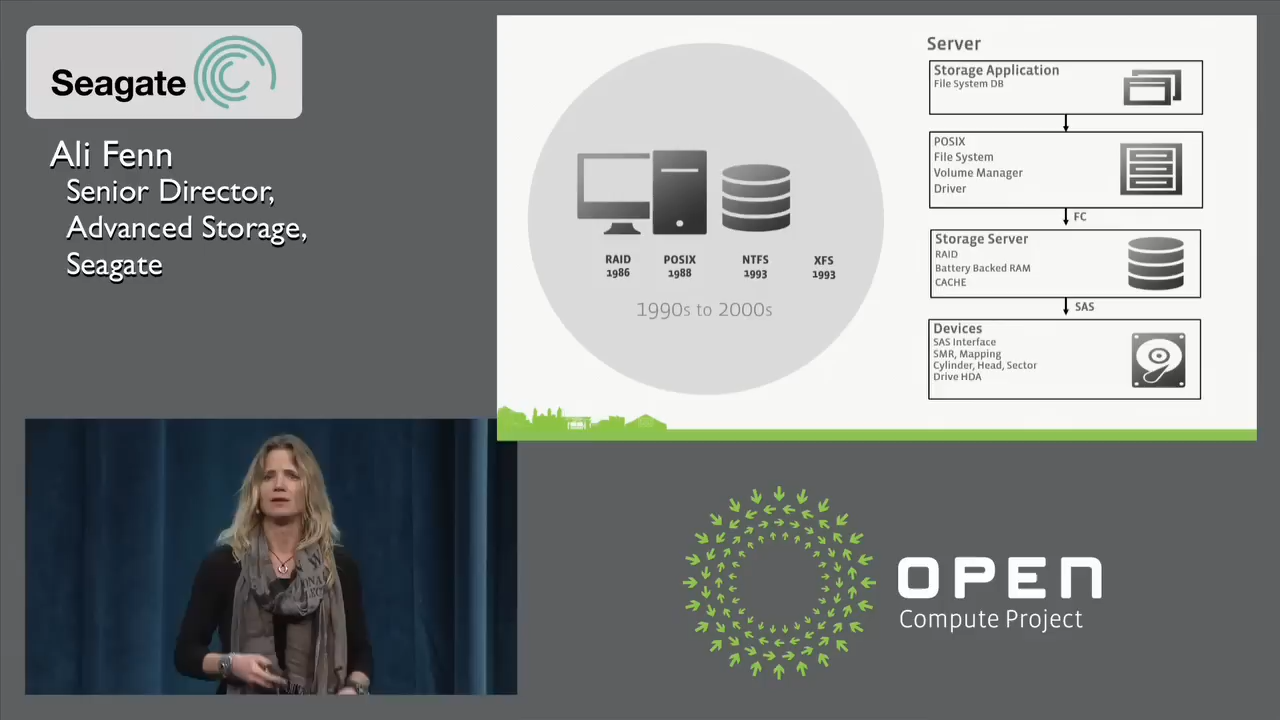 Seagate
Ali Fenn
Senior Director,
Advanced Storage,
Seagate
RAID
1986
POSIX
1988
NTFS
1993
XFS
1993
1990s to 2000s
Server
Storage Application
File System DB
POSIX
File System
Volume Manager
Driver
FC
Storage Server
RAID
Battery Backed RAM
CACHE
SAS
Devices
SAS Interface
SMR, Mapping
Cylinder, Head, Sector
Drive HDA
OPEN
Compute Project